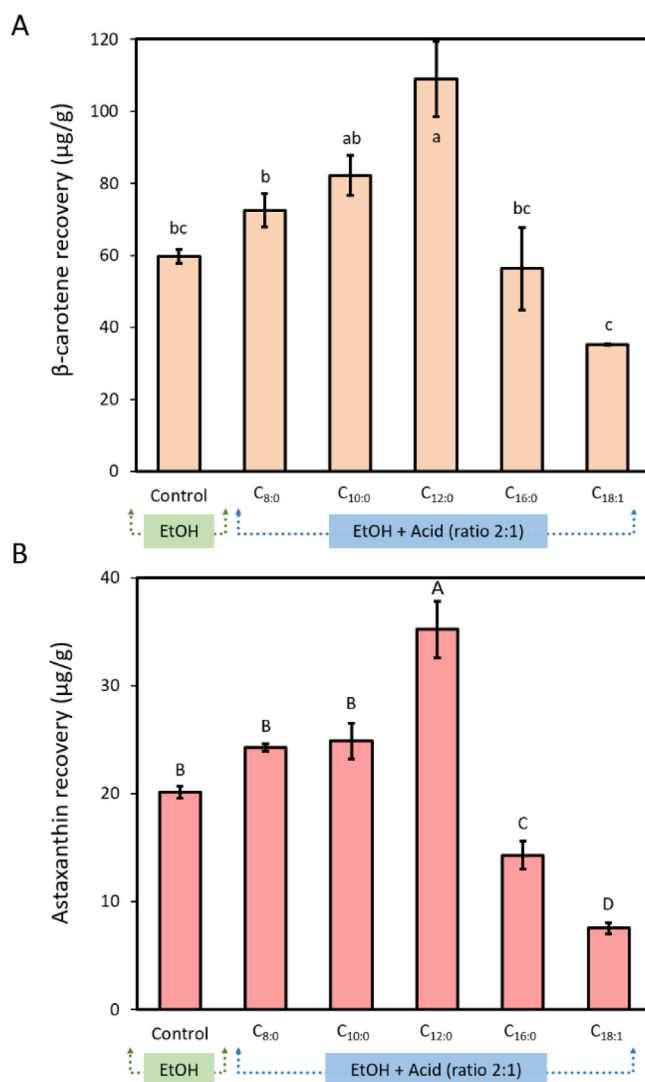 A
β-carotene recovery (µg/g)
120
100
80
60
40
20
0
bc
b
ab
a
bc
c
Control
C8:0
C10:0
C12:0
C16:0
C18:1
EtOH
EtOH + Acid (ratio 2:1)
B
Astaxanthin recovery (µg/g)
40
30
20
10
0
B
B
B
A
C
D
Control
C8:0
C10:0
C12:0
C16:0
C18:1
EtOH
EtOH + Acid (ratio 2:1)